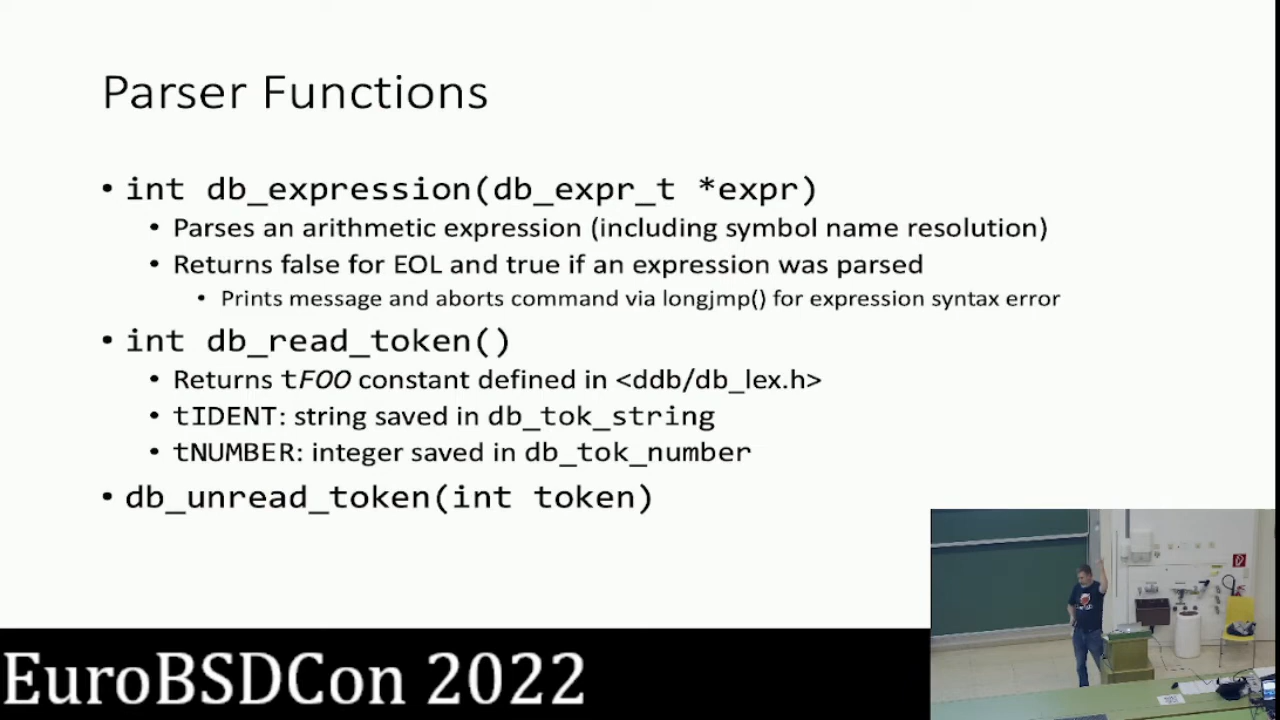 Parser Functions
• int db_expression(db_expr_t *expr)
• Parses an arithmetic expression (including symbol name resolution)
• Returns false for EOL and true if an expression was parsed
• Prints message and aborts command via longjmp() for expression syntax error
• int db_read_token()
• Returns tFOO constant defined in <ddb/db_lex.h>
• tIDENT: string saved in db_tok_string
• tNUMBER: integer saved in db_tok_number
• db_unread_token(int token)
EuroBSDCon 2022